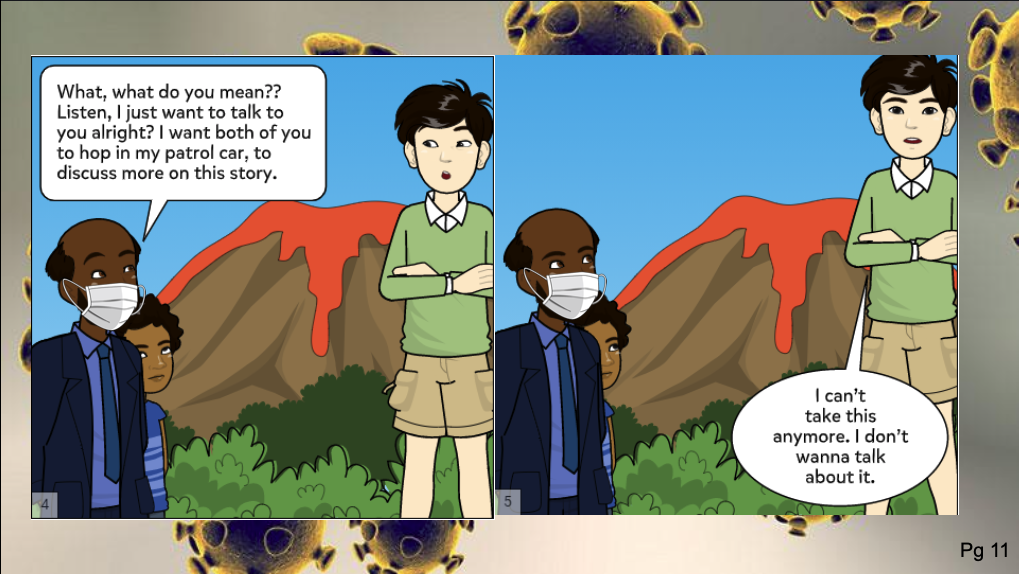 What, what do you mean??
Listen, I just want to talk to
you alright? I want both of you
to hop in my patrol car, to
discuss more on this story.
4
I can't
take this
anymore. I don't
wanna talk
about it.
5
Pg 11